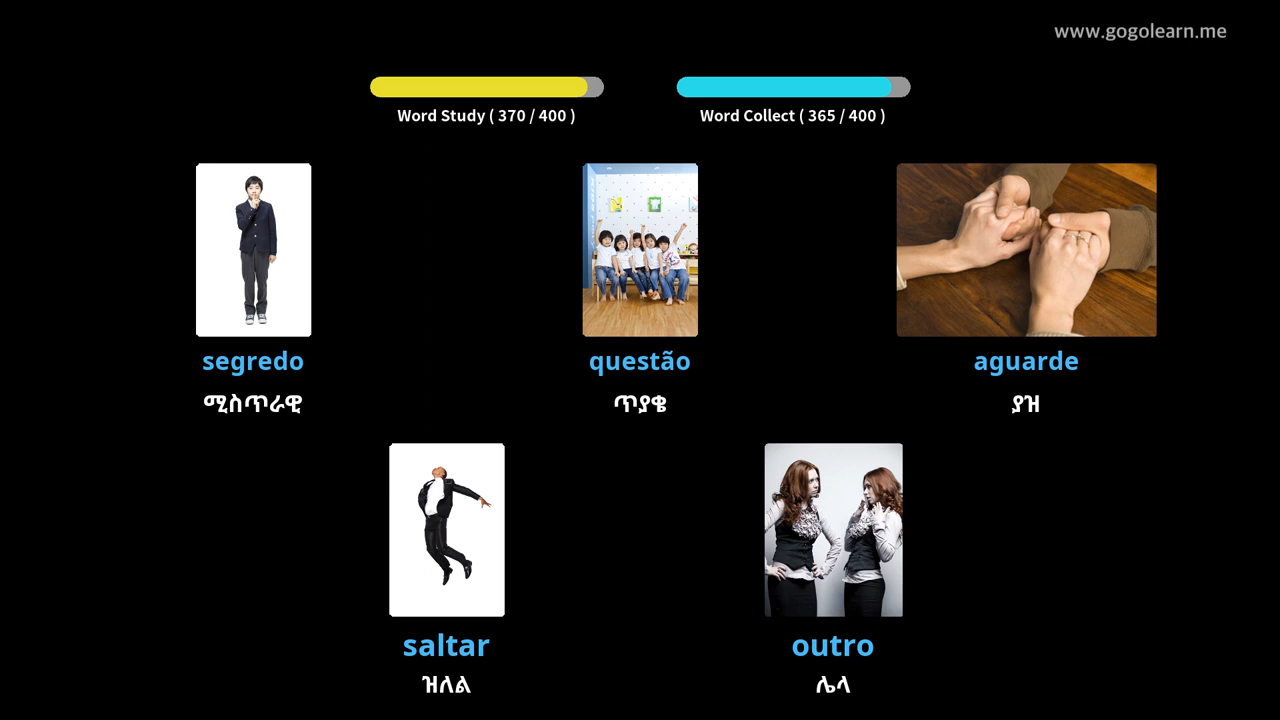 www.gogolearn.me
Word Study ( 370 / 400 )
Word Collect ( 365 / 400 )
segredo
ሚስጥራዊ
questão
ጥያቄ
aguarde
ያዝ
saltar
ዝለል
outro
ሌላ